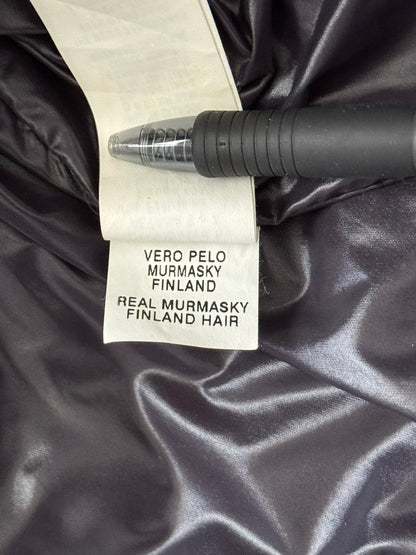 VERO PELO
MURMASKY
FINLAND
REAL MURMASKY
FINLAND HAIR